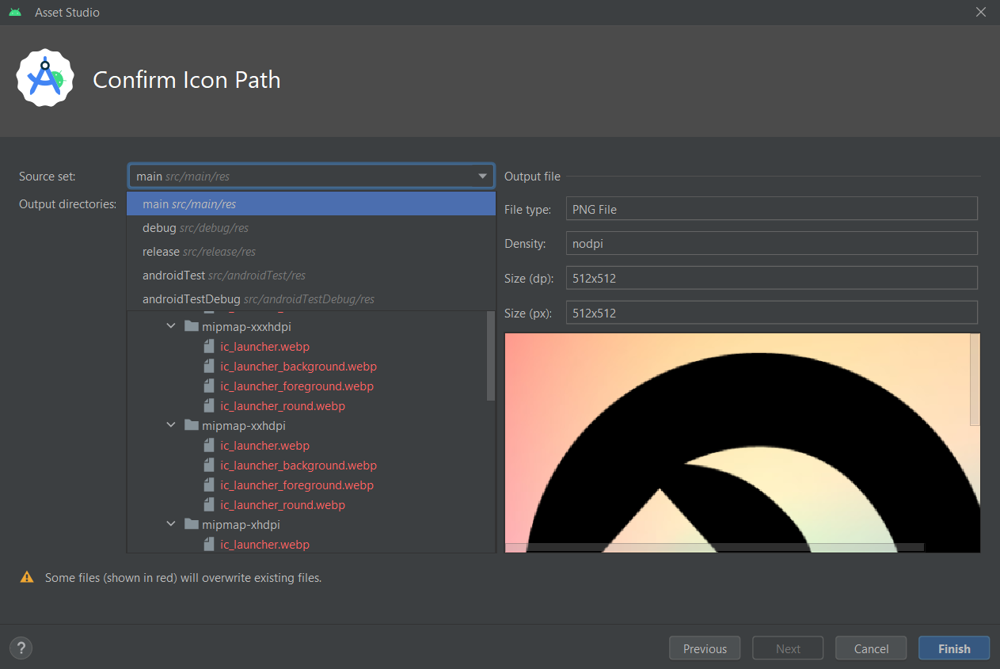 Asset Studio
Confirm Icon Path
Source set:
main src/main/res
Output directories:
main src/main/res
debug src/debug/res
release src/release/res
androidTest src/androidTest/res
androidTestDebug src/androidTestDebug/res
mipmap-xxxhdpi
ic_launcher.webp
ic_launcher_background.webp
ic_launcher_foreground.webp
ic_launcher_round.webp
mipmap-xxhdpi
ic_launcher.webp
ic_launcher_background.webp
ic_launcher_foreground.webp
ic_launcher_round.webp
mipmap-xhdpi
ic_launcher.webp
Output file
File type: PNG File
Density: nodpi
Size (dp): 512x512
Size (px): 512x512
Some files (shown in red) will overwrite existing files.
?
Previous
Next
Cancel
Finish